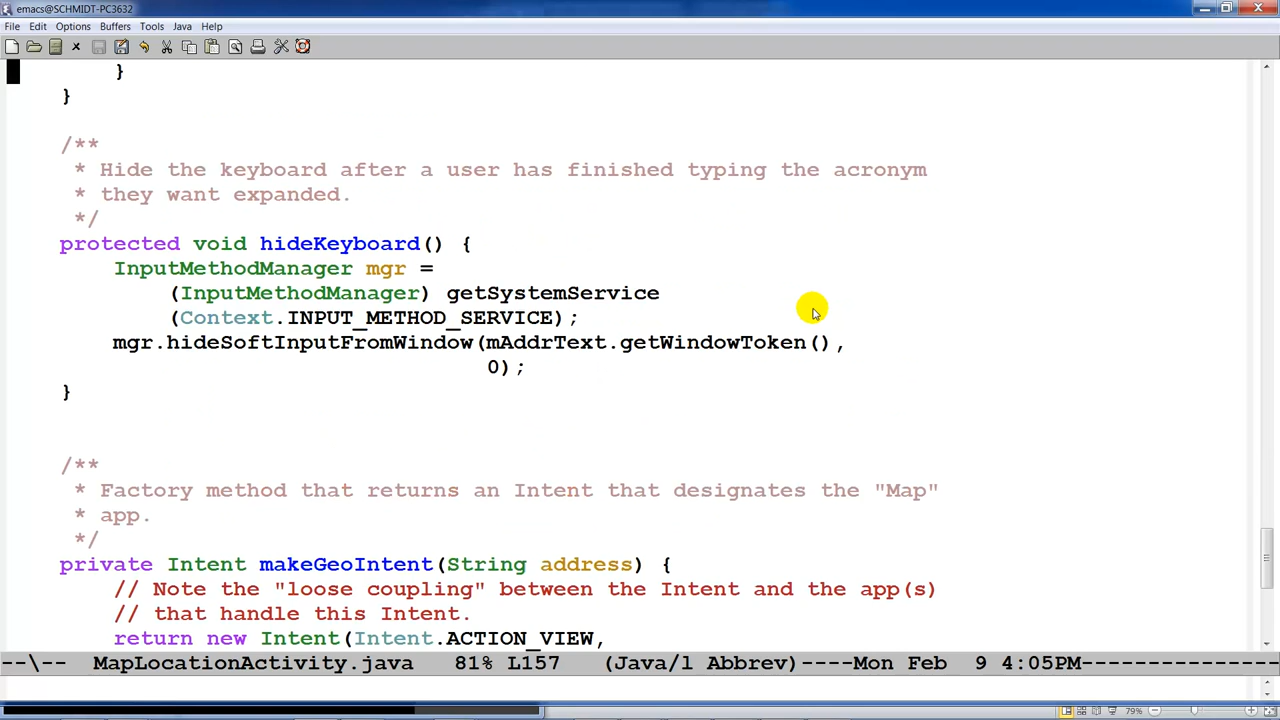 emacs@SCHMIDT-PC3632
File Edit Options Buffers Tools Java Help
}
}
/**
* Hide the keyboard after a user has finished typing the acronym
* they want expanded.
*/
protected void hideKeyboard() {
InputMethodManager mgr =
(InputMethodManager) getSystemService
(Context.INPUT_METHOD_SERVICE);
mgr.hideSoftInputFromWindow(mAddrText.getWindowToken(),
0);
}
/**
* Factory method that returns an Intent that designates the "Map"
* app.
*/
private Intent makeGeoIntent(String address) {
// Note the "loose coupling" between the Intent and the app(s)
// that handle this Intent.
return new Intent(Intent.ACTION_VIEW,
--\-- MapLocationActivity.java 81% L157 (Java/l Abbrev)----Mon Feb 9 4:05PM---------------
79%